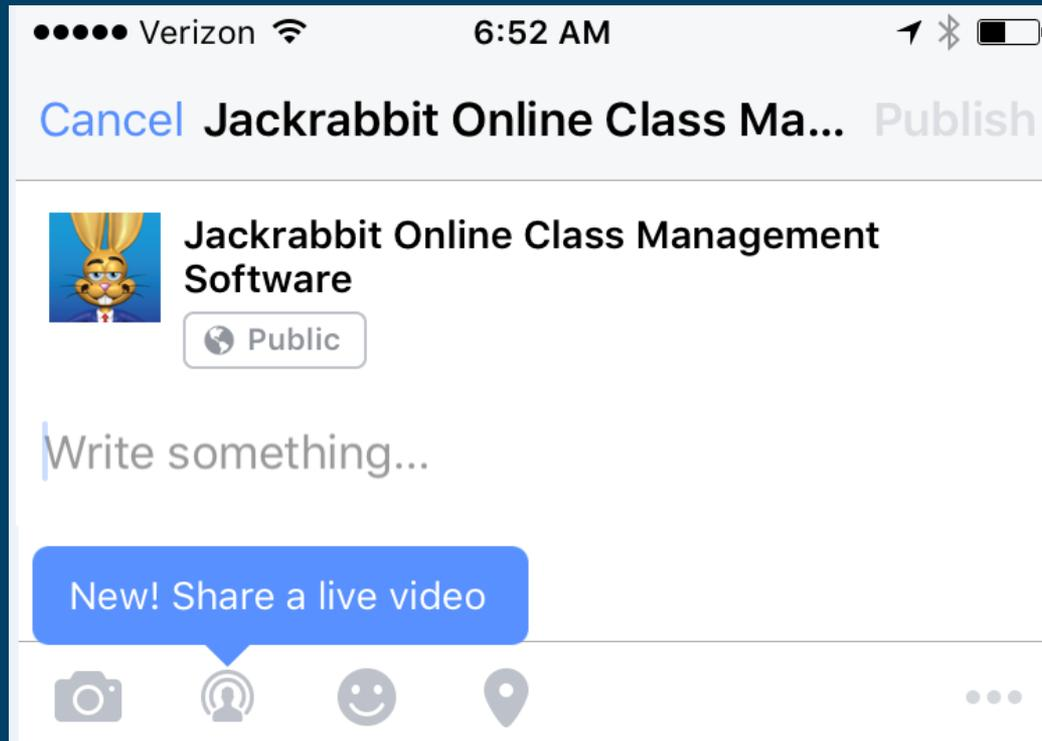 Verizon 6:52 AM
Cancel Jackrabbit Online Class Ma... Publish
Jackrabbit Online Class Management
Software
Public
Write something...
New! Share a live video